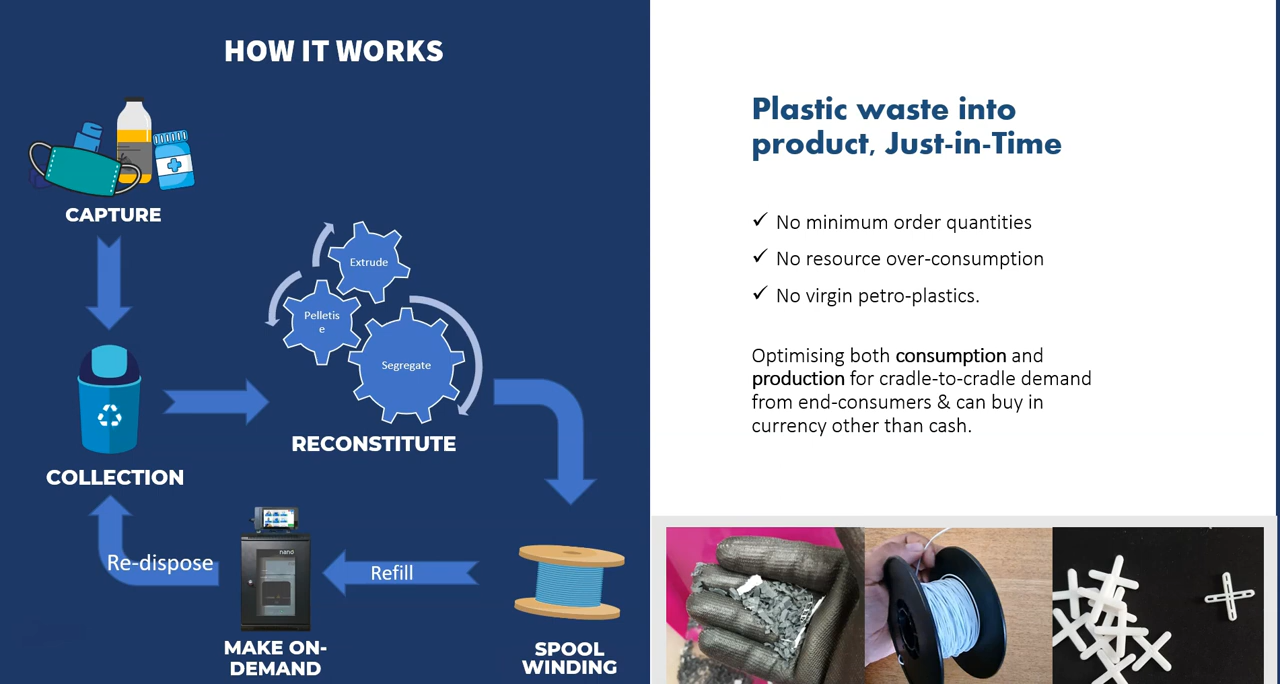 HOW IT WORKS
CAPTURE
Extrude
Pelletis
e
Segregate
RECONSTITUTE
COLLECTION
Re-dispose
nand
Refill
MAKE ON-
DEMAND
SPOOL
WINDING
Plastic waste into
product, Just-in-Time
✓ No minimum order quantities
✓ No resource over-consumption
✓ No virgin petro-plastics.
Optimising both consumption and
production for cradle-to-cradle demand
from end-consumers & can buy in
currency other than cash.